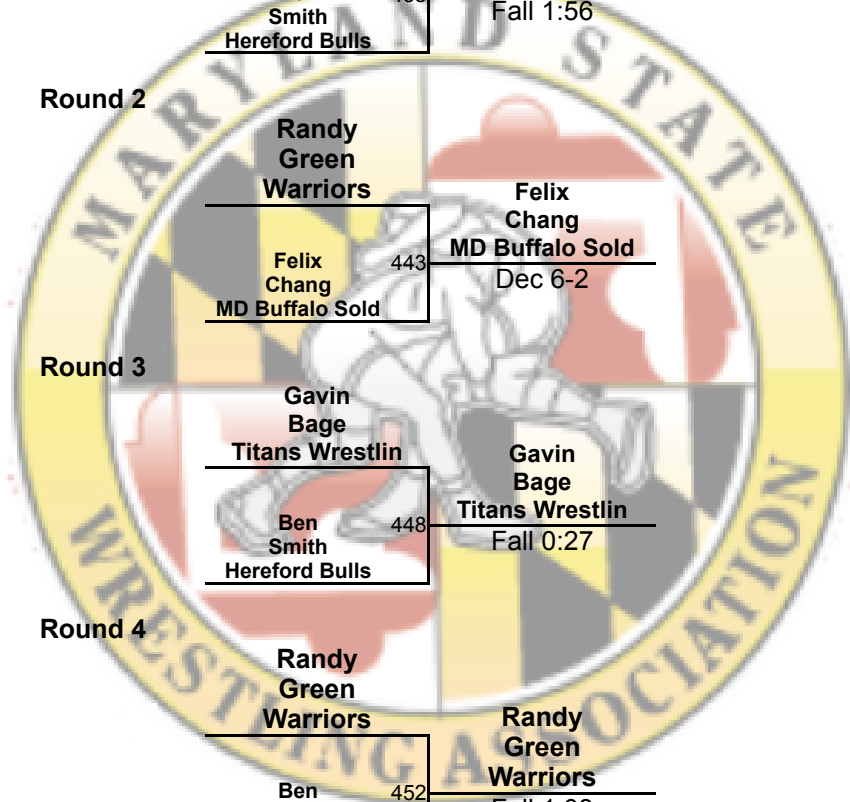 Smith
Fall 1:56
Hereford Bulls
Round 2
Randy
Green
Warriors
Felix
Chang
MD Buffalo Sold
Felix
Chang
MD Buffalo Sold
443
Dec 6-2
Round 3
Gavin
Bage
Titans Wrestlin
Gavin
Bage
Titans Wrestlin
Ben
Smith
Hereford Bulls
448
Fall 0:27
Round 4
Randy
Green
Warriors
Randy
Green
Warriors
Ben
452
MARYLAND STATE
WRESTLING ASSOCIATION